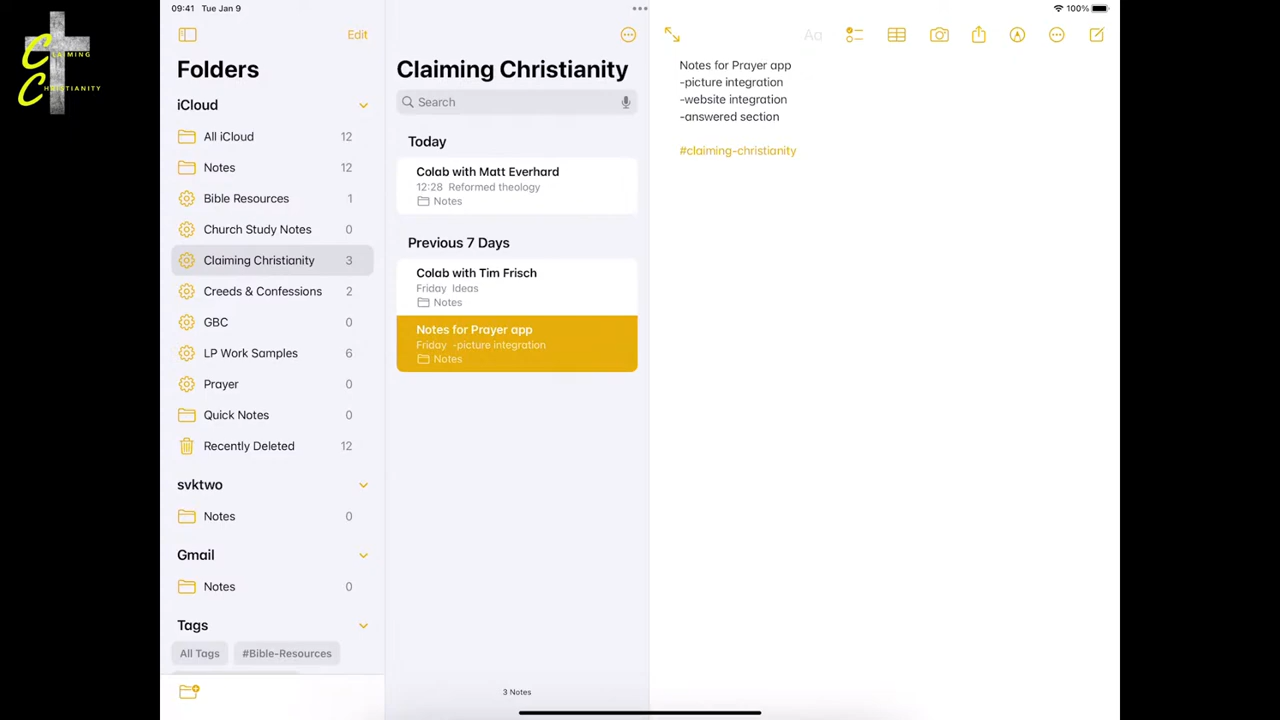 09:41 Tue Jan 9
100%
CLAIMING
CHRISTIANITY
Edit
Folders
iCloud
All iCloud 12
Notes 12
Bible Resources 1
Church Study Notes 0
Claiming Christianity 3
Creeds & Confessions 2
GBC 0
LP Work Samples 6
Prayer 0
Quick Notes 0
Recently Deleted 12
svktwo
Notes 0
Gmail
Notes 0
Tags
All Tags #Bible-Resources
Claiming Christianity
Search
Today
Colab with Matt Everhard
12:28 Reformed theology
Notes
Previous 7 Days
Colab with Tim Frisch
Friday Ideas
Notes
Notes for Prayer app
Friday -picture integration
Notes
3 Notes
Aa
Notes for Prayer app
-picture integration
-website integration
-answered section
#claiming-christianity